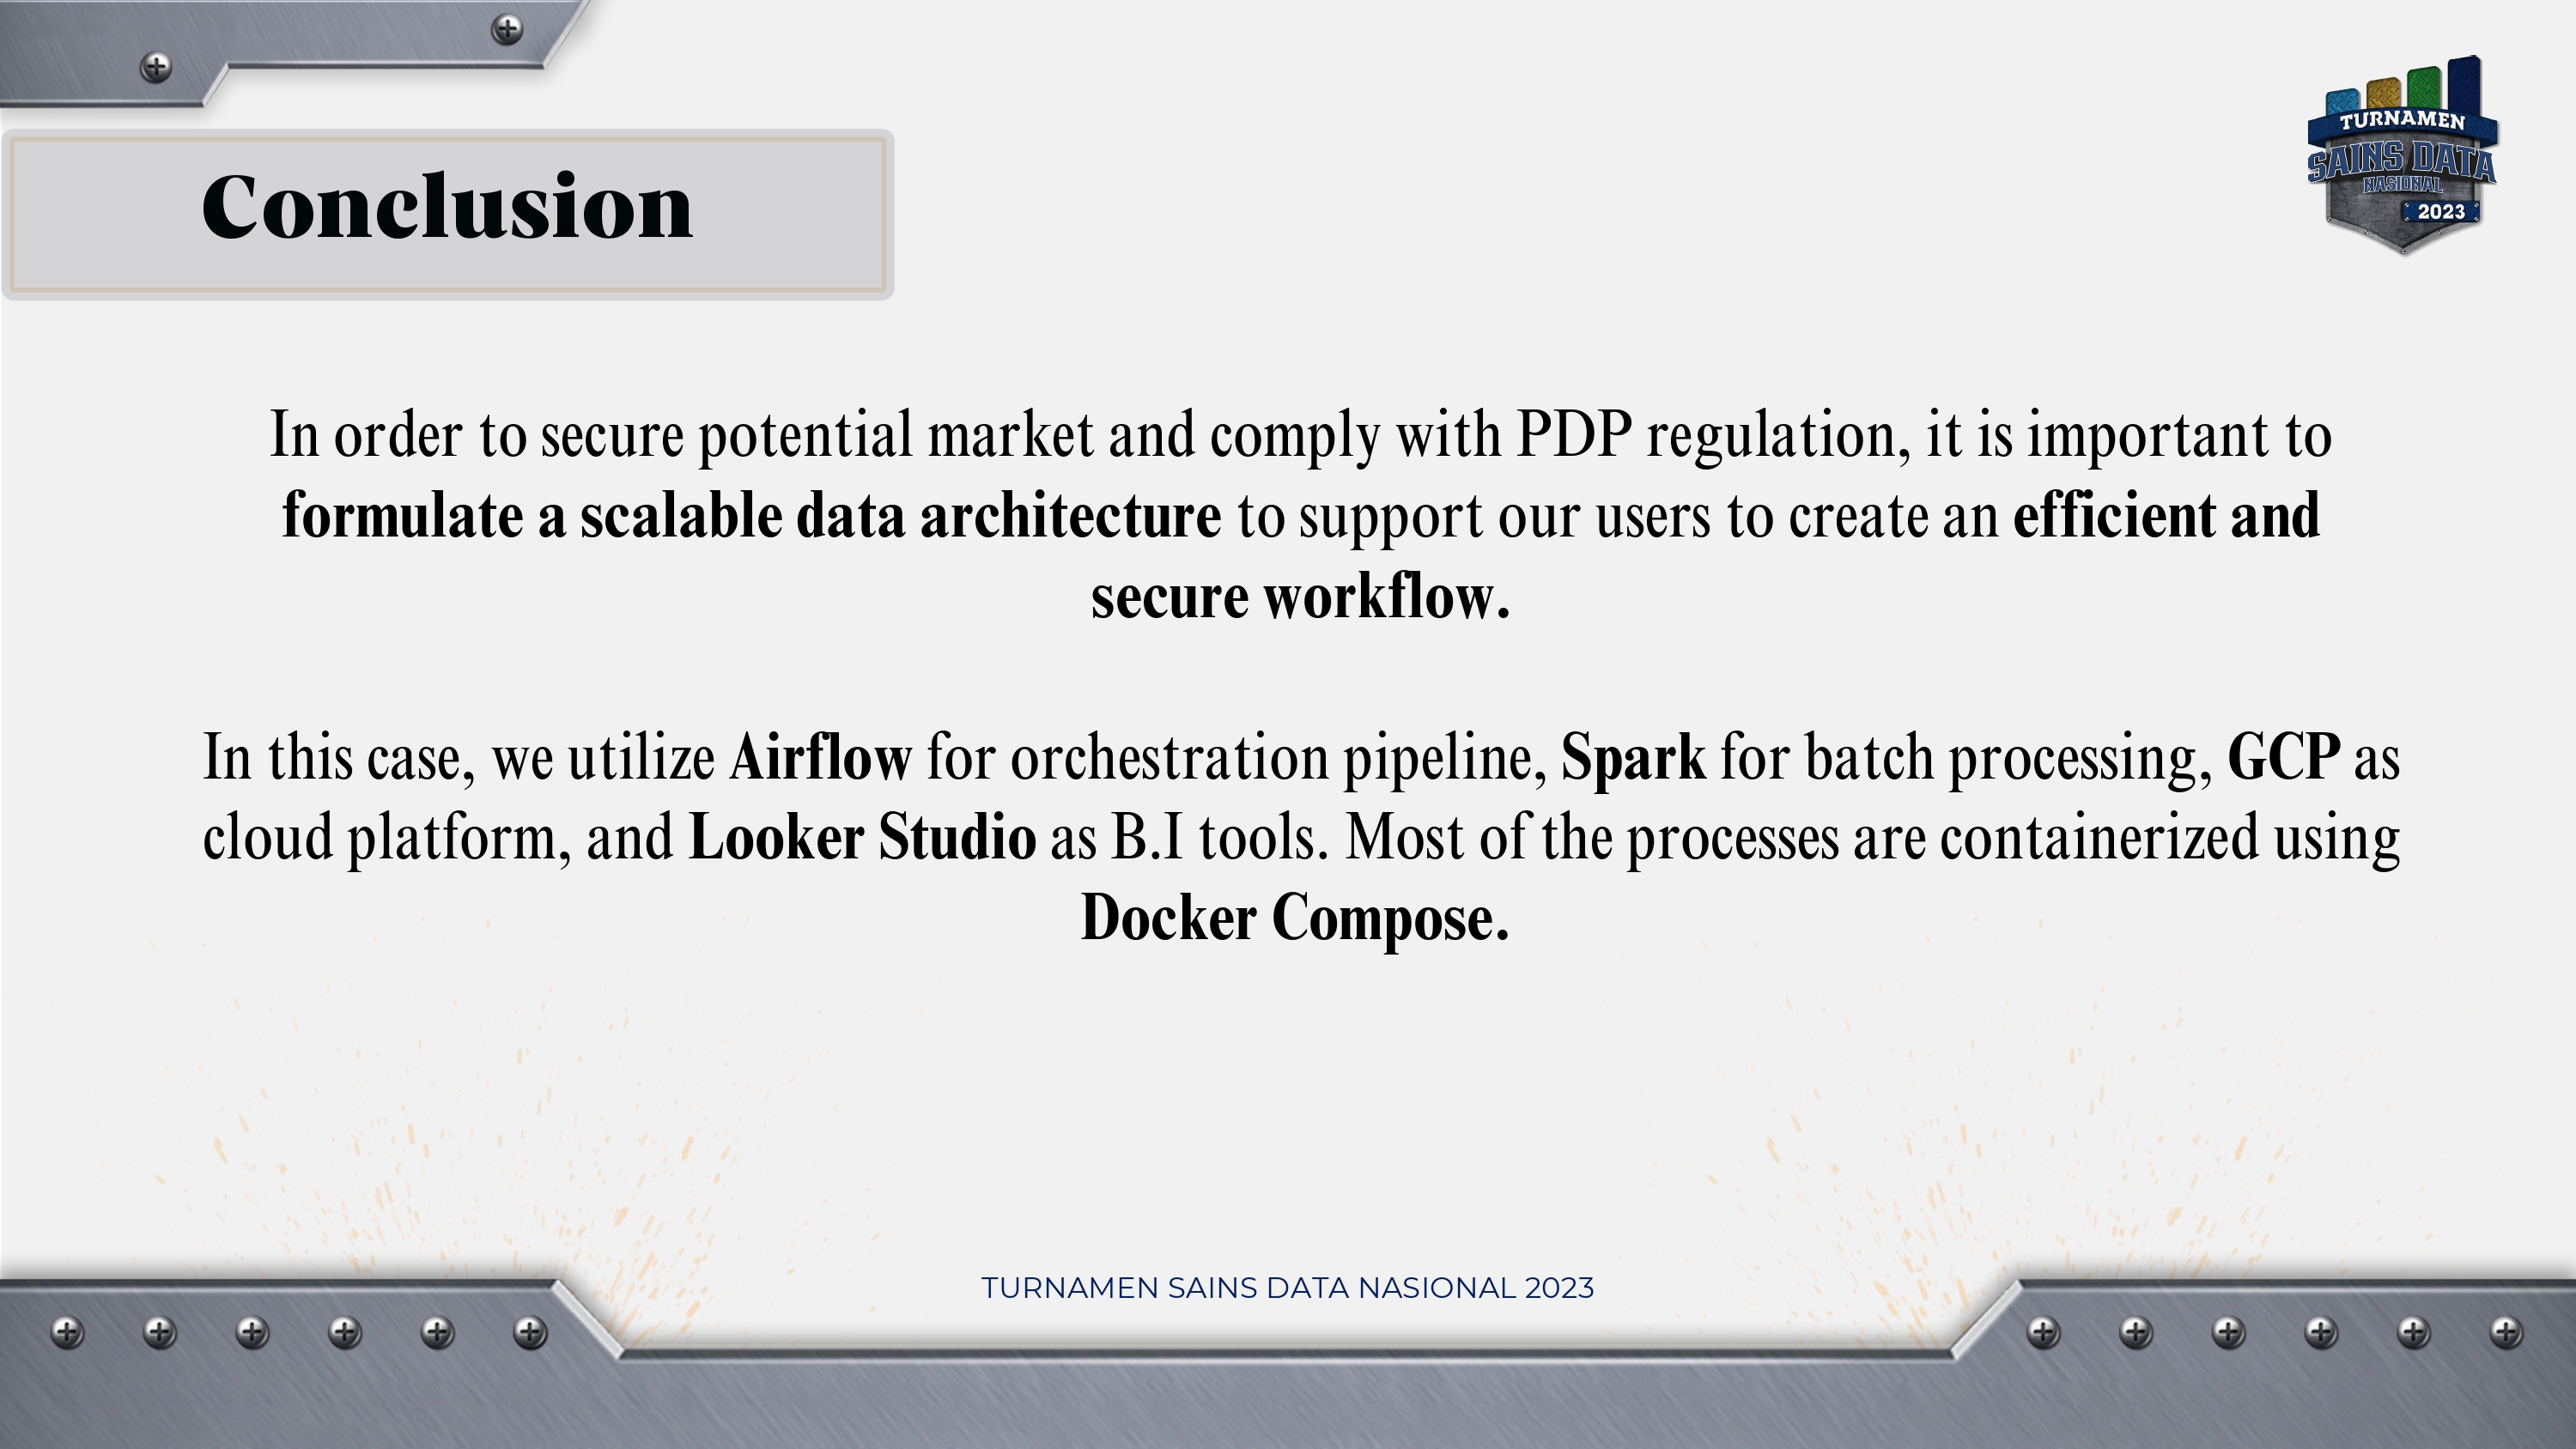 TURNAMEN
SAINS DATA
NASIONAL
2023
Conclusion
In order to secure potential market and comply with PDP regulation, it is important to
formulate a scalable data architecture to support our users to create an efficient and
secure workflow.
In this case, we utilize Airflow for orchestration pipeline, Spark for batch processing, GCP as
cloud platform, and Looker Studio as B.I tools. Most of the processes are containerized using
Docker Compose.
TURNAMEN SAINS DATA NASIONAL 2023